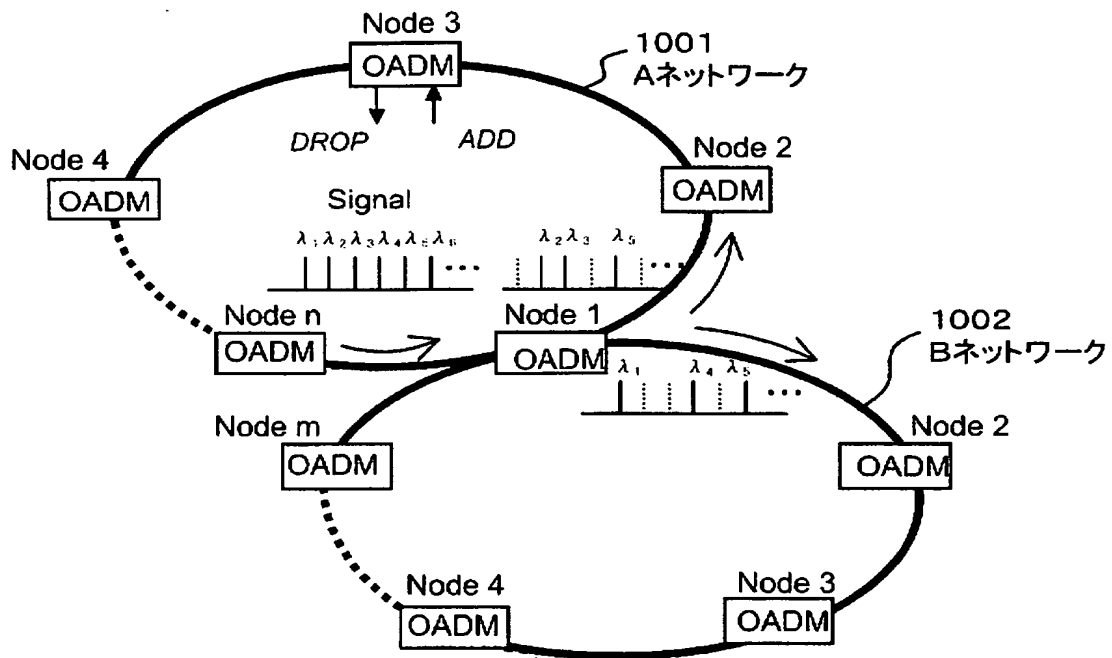 Node 3
OADM
1001
Aネットワーク
DROP
ADD
Node 4
OADM
Node 2
OADM
Signal
λ1 λ2 λ3 λ4 λ5 λ6 ・・・
λ2 λ3 λ5 ・・・
Node n
OADM
Node 1
OADM
1002
Bネットワーク
λ1 λ4 λ5 ・・・
Node m
OADM
Node 2
OADM
Node 4
OADM
Node 3
OADM